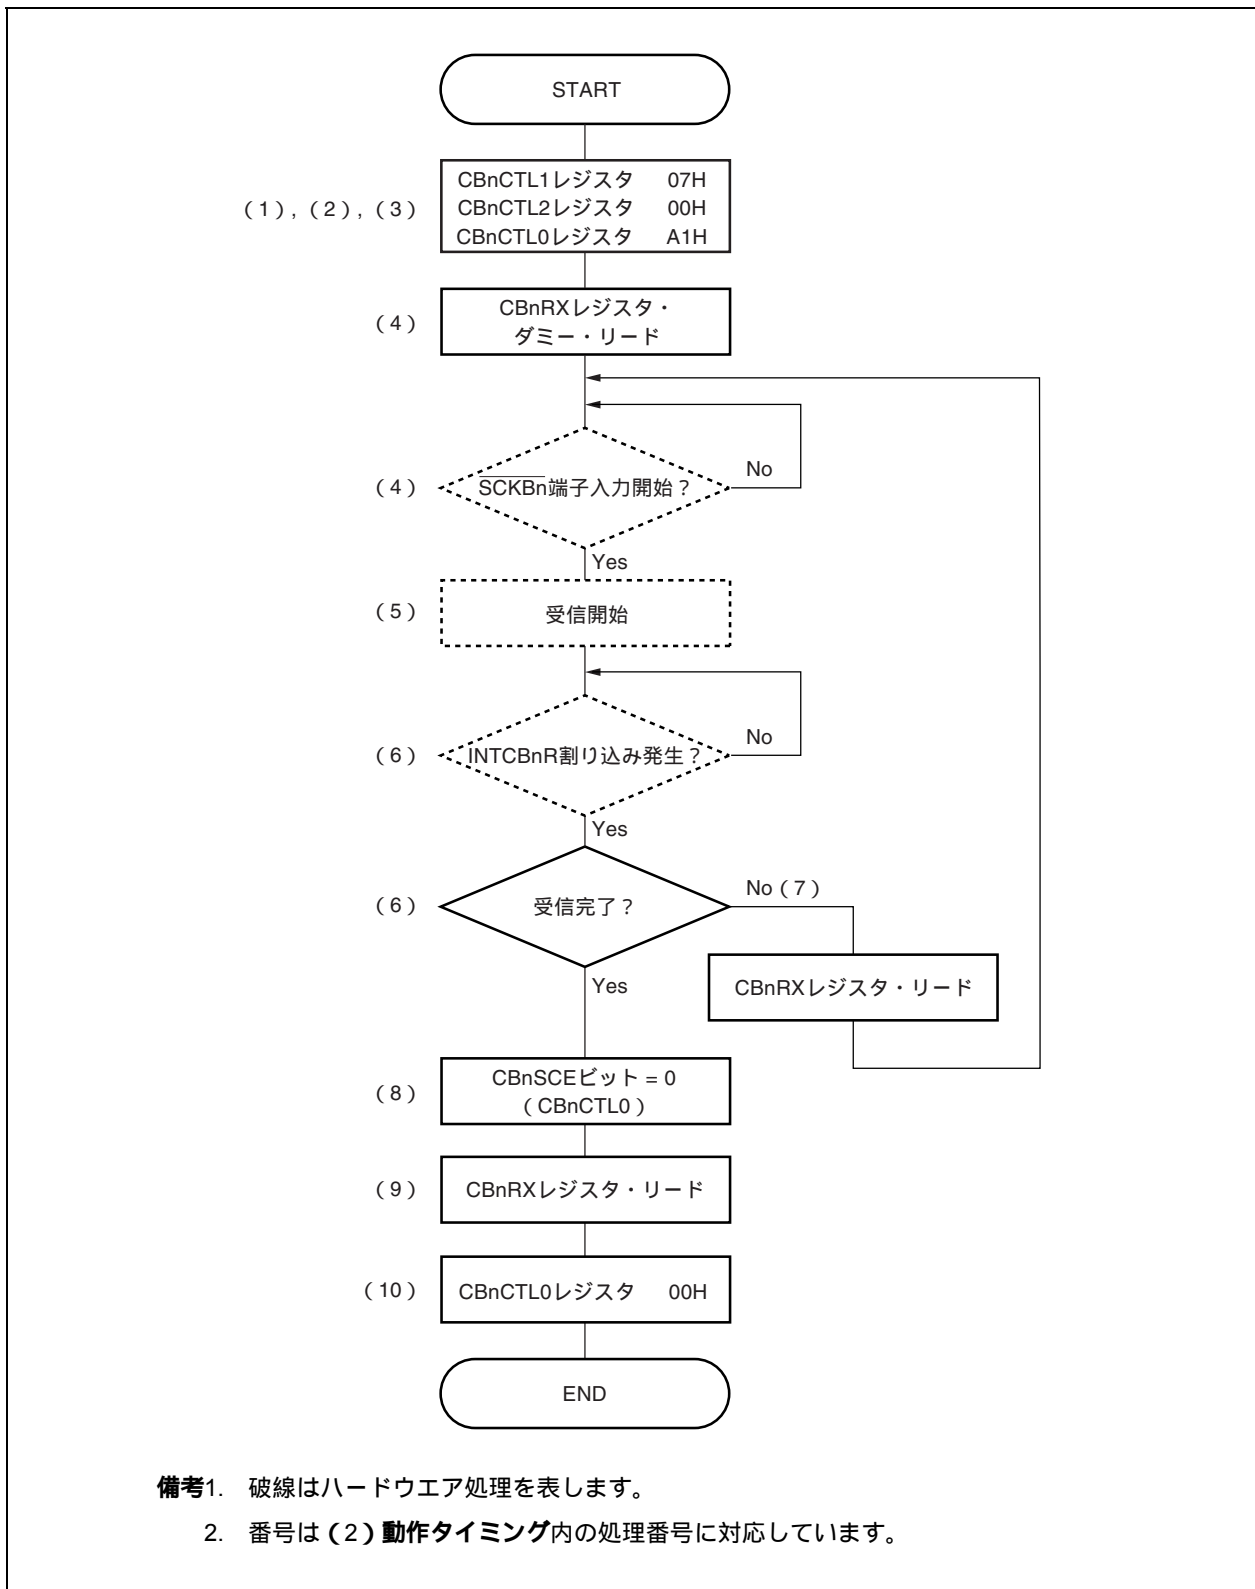 START
(1), (2), (3)
CBnCTL1レジスタ 07H
CBnCTL2レジスタ 00H
CBnCTL0レジスタ A1H
(4)
CBnRXレジスタ・
ダミー・リード
(4)
SCKBn端子入力開始?
No
Yes
(5)
受信開始
(6)
INTCBnR割り込み発生?
No
Yes
(6)
受信完了?
No(7)
Yes
CBnRXレジスタ・リード
(8)
CBnSCEビット = 0
(CBnCTL0)
(9)
CBnRXレジスタ・リード
(10)
CBnCTL0レジスタ 00H
END
備考1. 破線はハードウエア処理を表します。
2. 番号は(2)動作タイミング内の処理番号に対応しています。